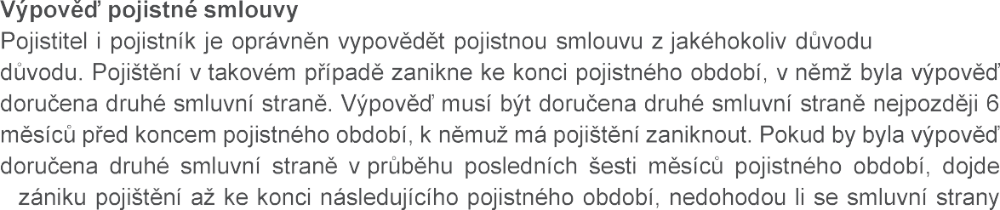 Výpověď pojistné smlouvy
Pojistitel i pojistník je oprávněn vypovědět pojistnou smlouvu z jakéhokoliv důvodu
důvodu. Pojištění v takovém případě zanikne ke konci pojistného období, v němž byla výpověď
doručena druhé smluvní straně. Výpověď musí být doručena druhé smluvní straně nejpozději 6
měsíců před koncem pojistného období, k němuž má pojištění zaniknout. Pokud by byla výpověď
doručena druhé smluvní straně v průběhu posledních šesti měsíců pojistného období, dojde
zániku pojištění až ke konci následujícího pojistného období, nedohodou li se smluvní strany